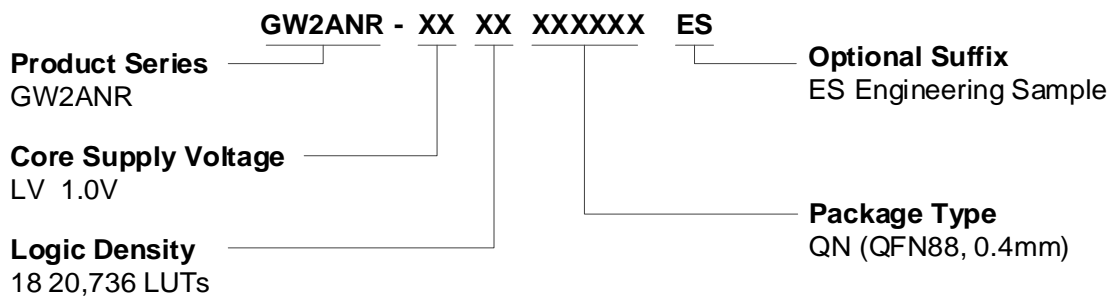 GW2ANR - XX XX XXXXXX ES
Product Series
GW2ANR
Optional Suffix
ES Engineering Sample
Core Supply Voltage
LV 1.0V
Package Type
QN (QFN88, 0.4mm)
Logic Density
18 20,736 LUTs